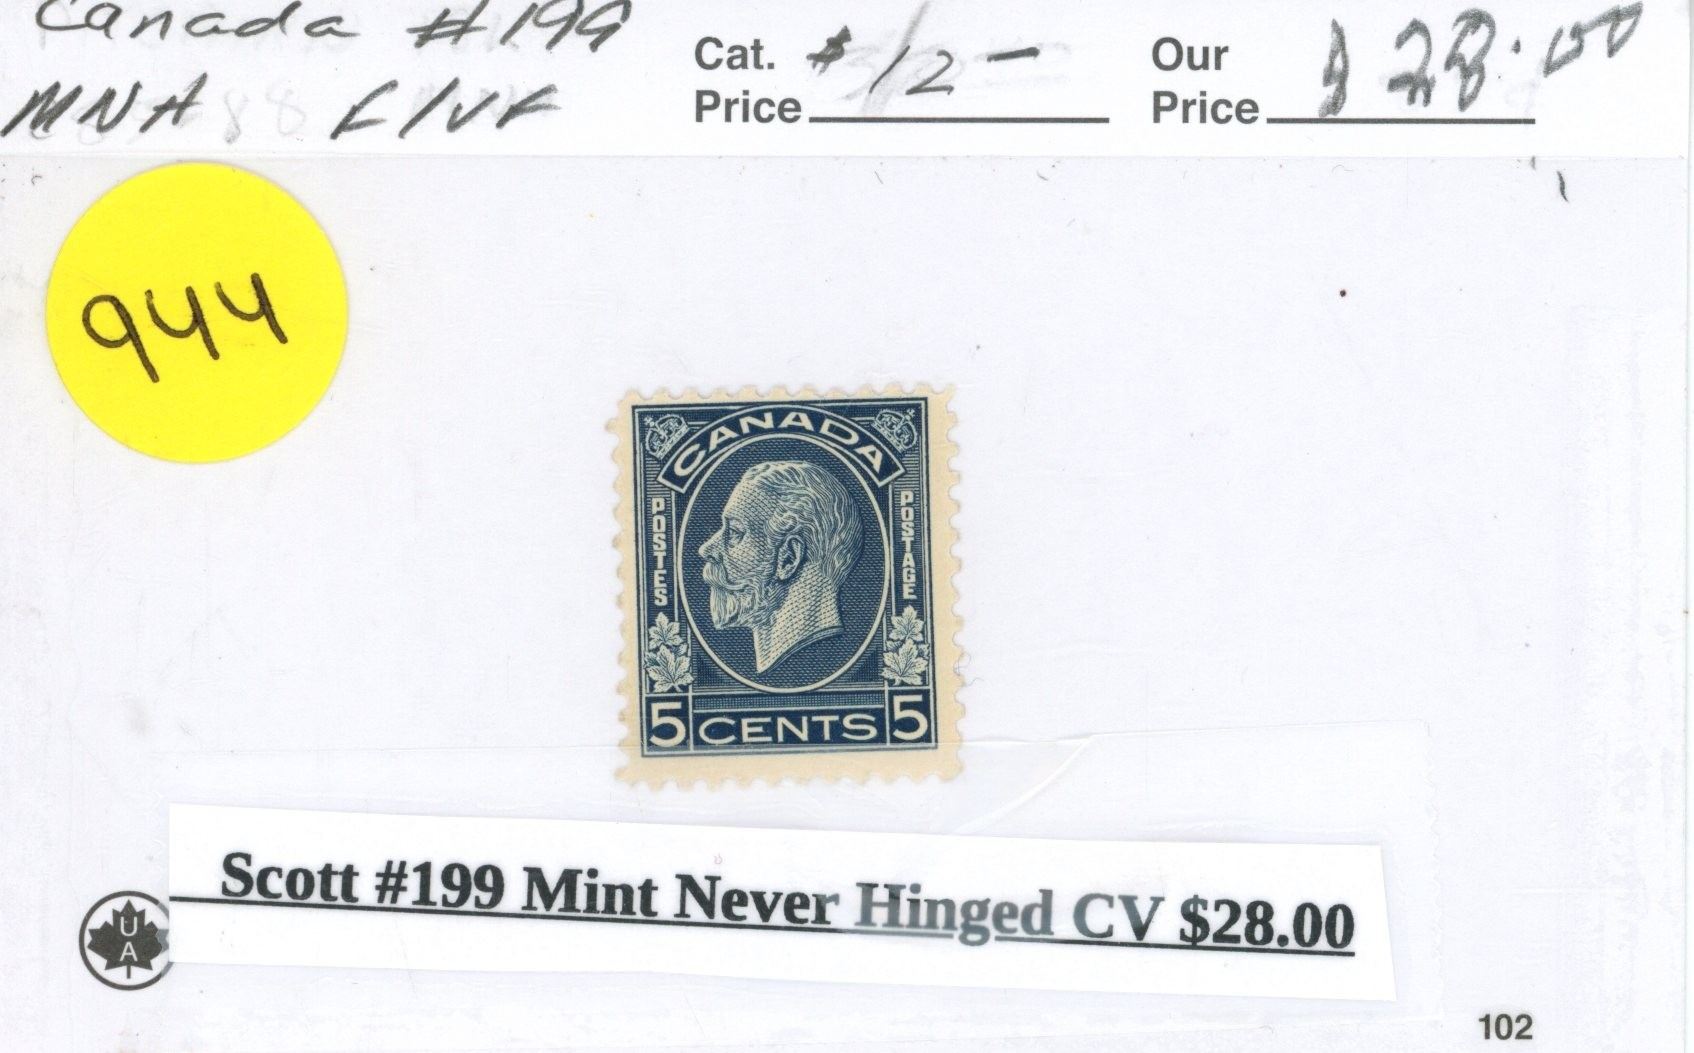 Canada #199
MNH F/VF
Cat. Price $12-
Our Price $28.00
944
CANADA
POSTES
POSTAGE
5 CENTS 5
Scott #199 Mint Never Hinged CV $28.00
U
A
102